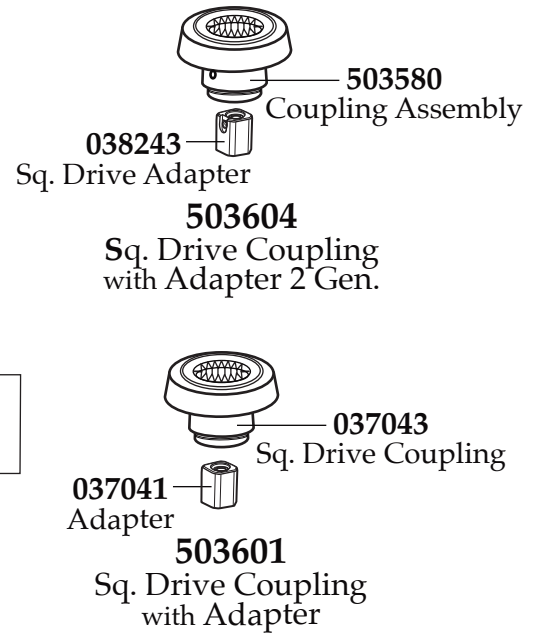 503580
Coupling Assembly
038243
Sq. Drive Adapter
503604
Sq. Drive Coupling
with Adapter 2 Gen.
037043
Sq. Drive Coupling
037041
Adapter
503601
Sq. Drive Coupling
with Adapter